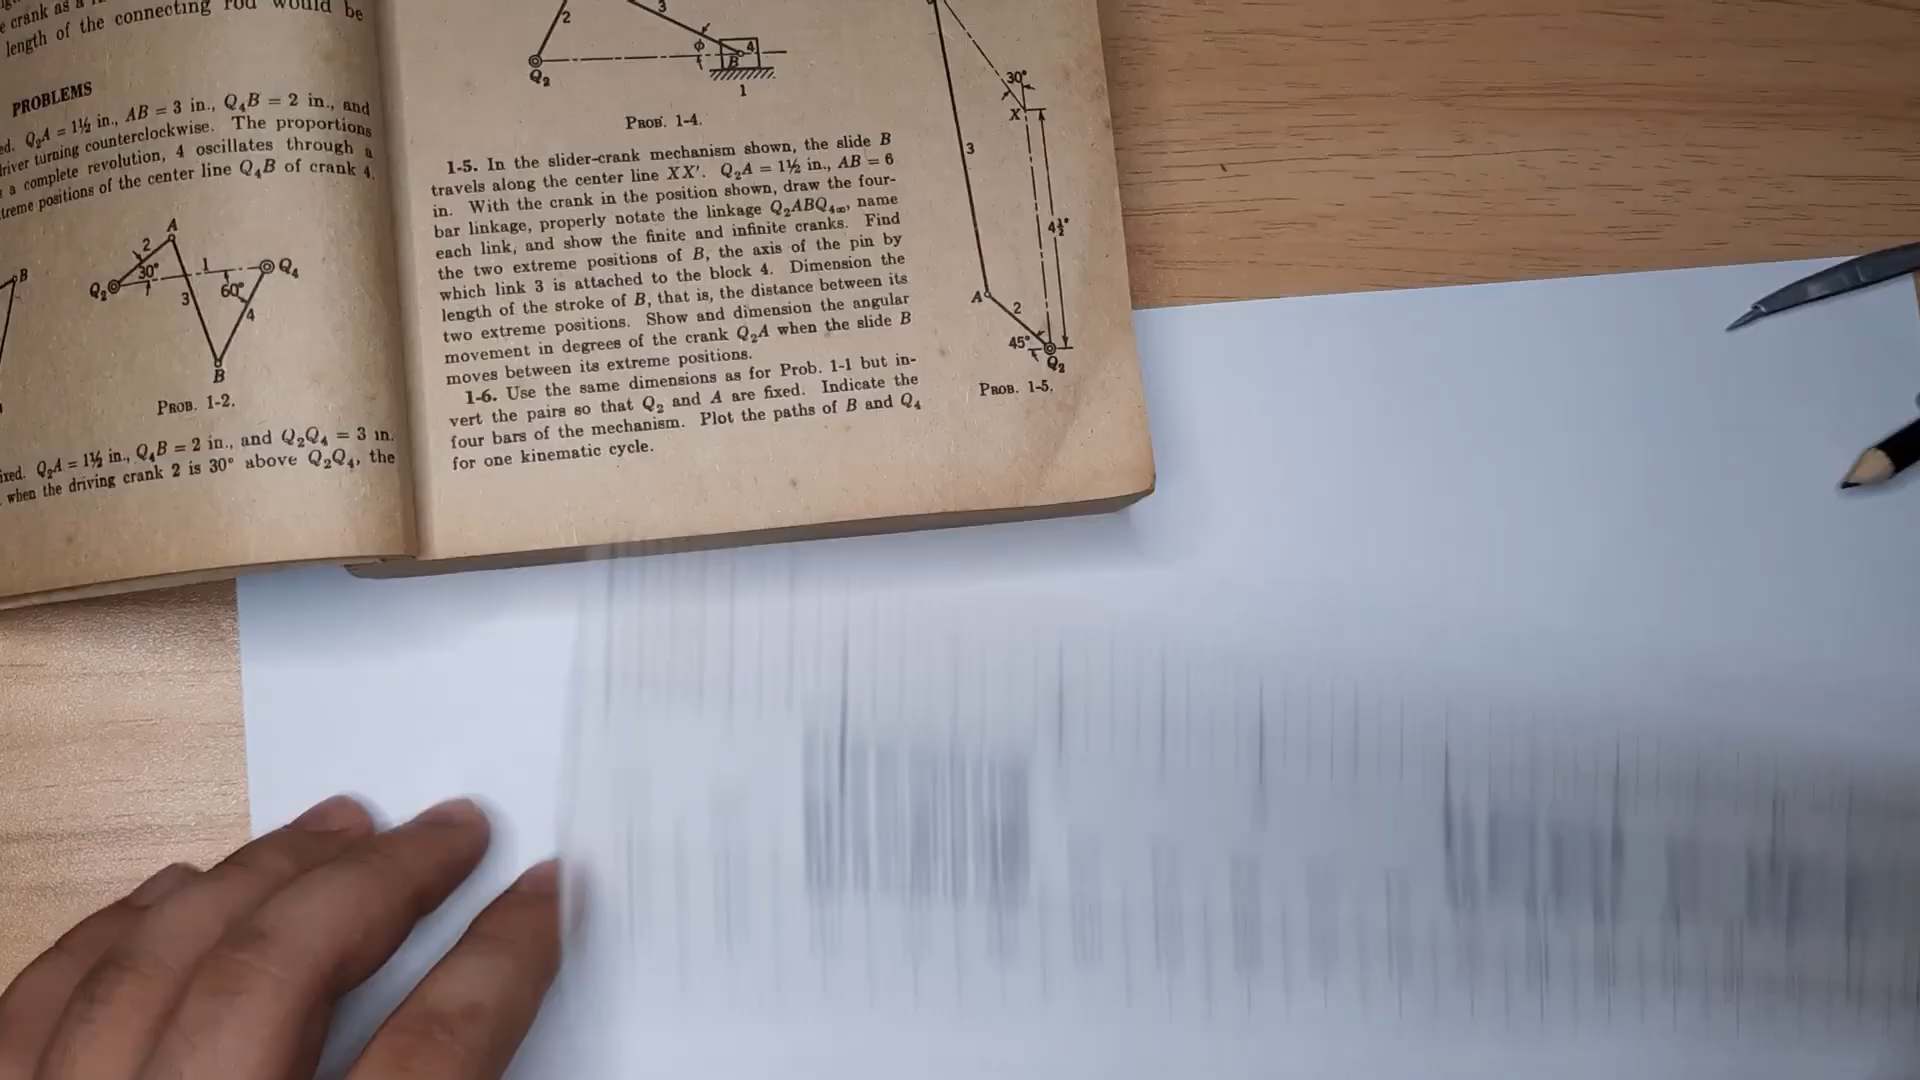 crank as a
length of the connecting rod would be
PROBLEMS
ed. Q₂A = 1½ in., AB = 3 in., Q₄B = 2 in., and
driver turning counterclockwise. The proportions
s a complete revolution, 4 oscillates through a
treme positions of the center line Q₄B of crank 4.
A
2
30°
1
Q₄
Q₂
3
60°
4
B
B
PROB. 1-2.
ixed. Q₂A = 1½ in., Q₄B = 2 in., and Q₂Q₄ = 3 in.
when the driving crank 2 is 30° above Q₂Q₄, the
2
3
φ
4
B
Q₂
1
PROB. 1-4.
1-5. In the slider-crank mechanism shown, the slide B
travels along the center line XX′. Q₂A = 1½ in., AB = 6
in. With the crank in the position shown, draw the four-
bar linkage, properly notate the linkage Q₂ABQ₄∞, name
each link, and show the finite and infinite cranks. Find
the two extreme positions of B, the axis of the pin by
which link 3 is attached to the block 4. Dimension the
length of the stroke of B, that is, the distance between its
two extreme positions. Show and dimension the angular
movement in degrees of the crank Q₂A when the slide B
moves between its extreme positions.
1-6. Use the same dimensions as for Prob. 1-1 but in-
vert the pairs so that Q₂ and A are fixed. Indicate the
four bars of the mechanism. Plot the paths of B and Q₄
for one kinematic cycle.
30°
X
3
4½"
A
2
45°
Q₂
PROB. 1-5.